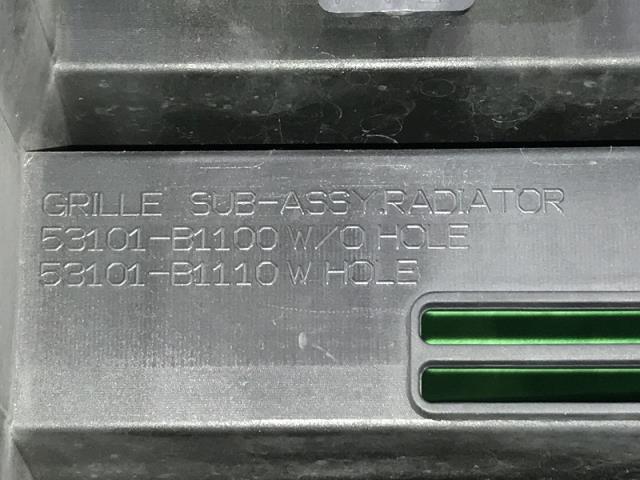 GRILLE SUB-ASSY.RADIATOR
53101-B1100 W/O HOLE
53101-B1110 W HOLE